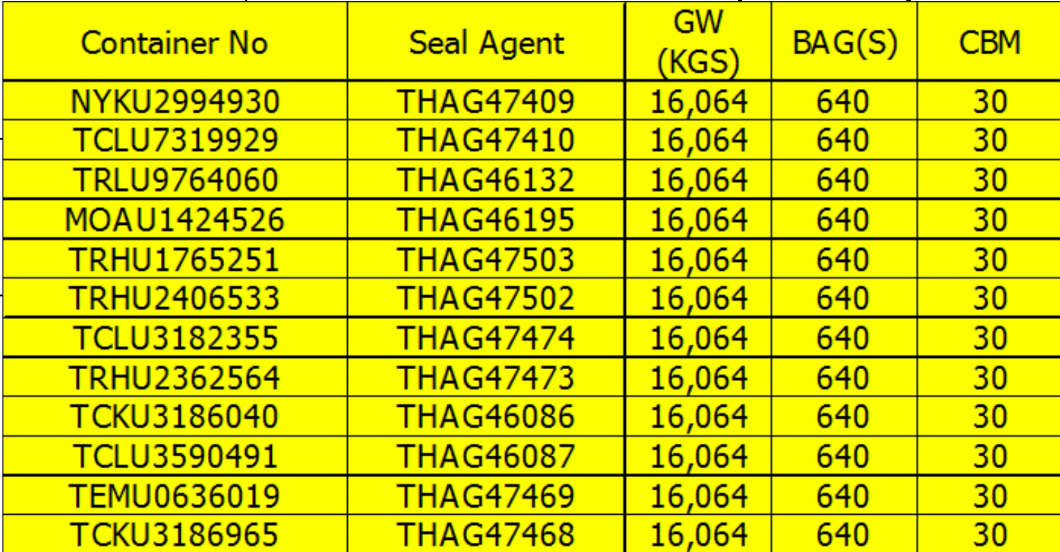 Container No Seal Agent GW (KGS) BAG(S) CBM
NYKU2994930 THAG47409 16,064 640 30
TCLU7319929 THAG47410 16,064 640 30
TRLU9764060 THAG46132 16,064 640 30
MOAU1424526 THAG46195 16,064 640 30
TRHU1765251 THAG47503 16,064 640 30
TRHU2406533 THAG47502 16,064 640 30
TCLU3182355 THAG47474 16,064 640 30
TRHU2362564 THAG47473 16,064 640 30
TCKU3186040 THAG46086 16,064 640 30
TCLU3590491 THAG46087 16,064 640 30
TEMU0636019 THAG47469 16,064 640 30
TCKU3186965 THAG47468 16,064 640 30